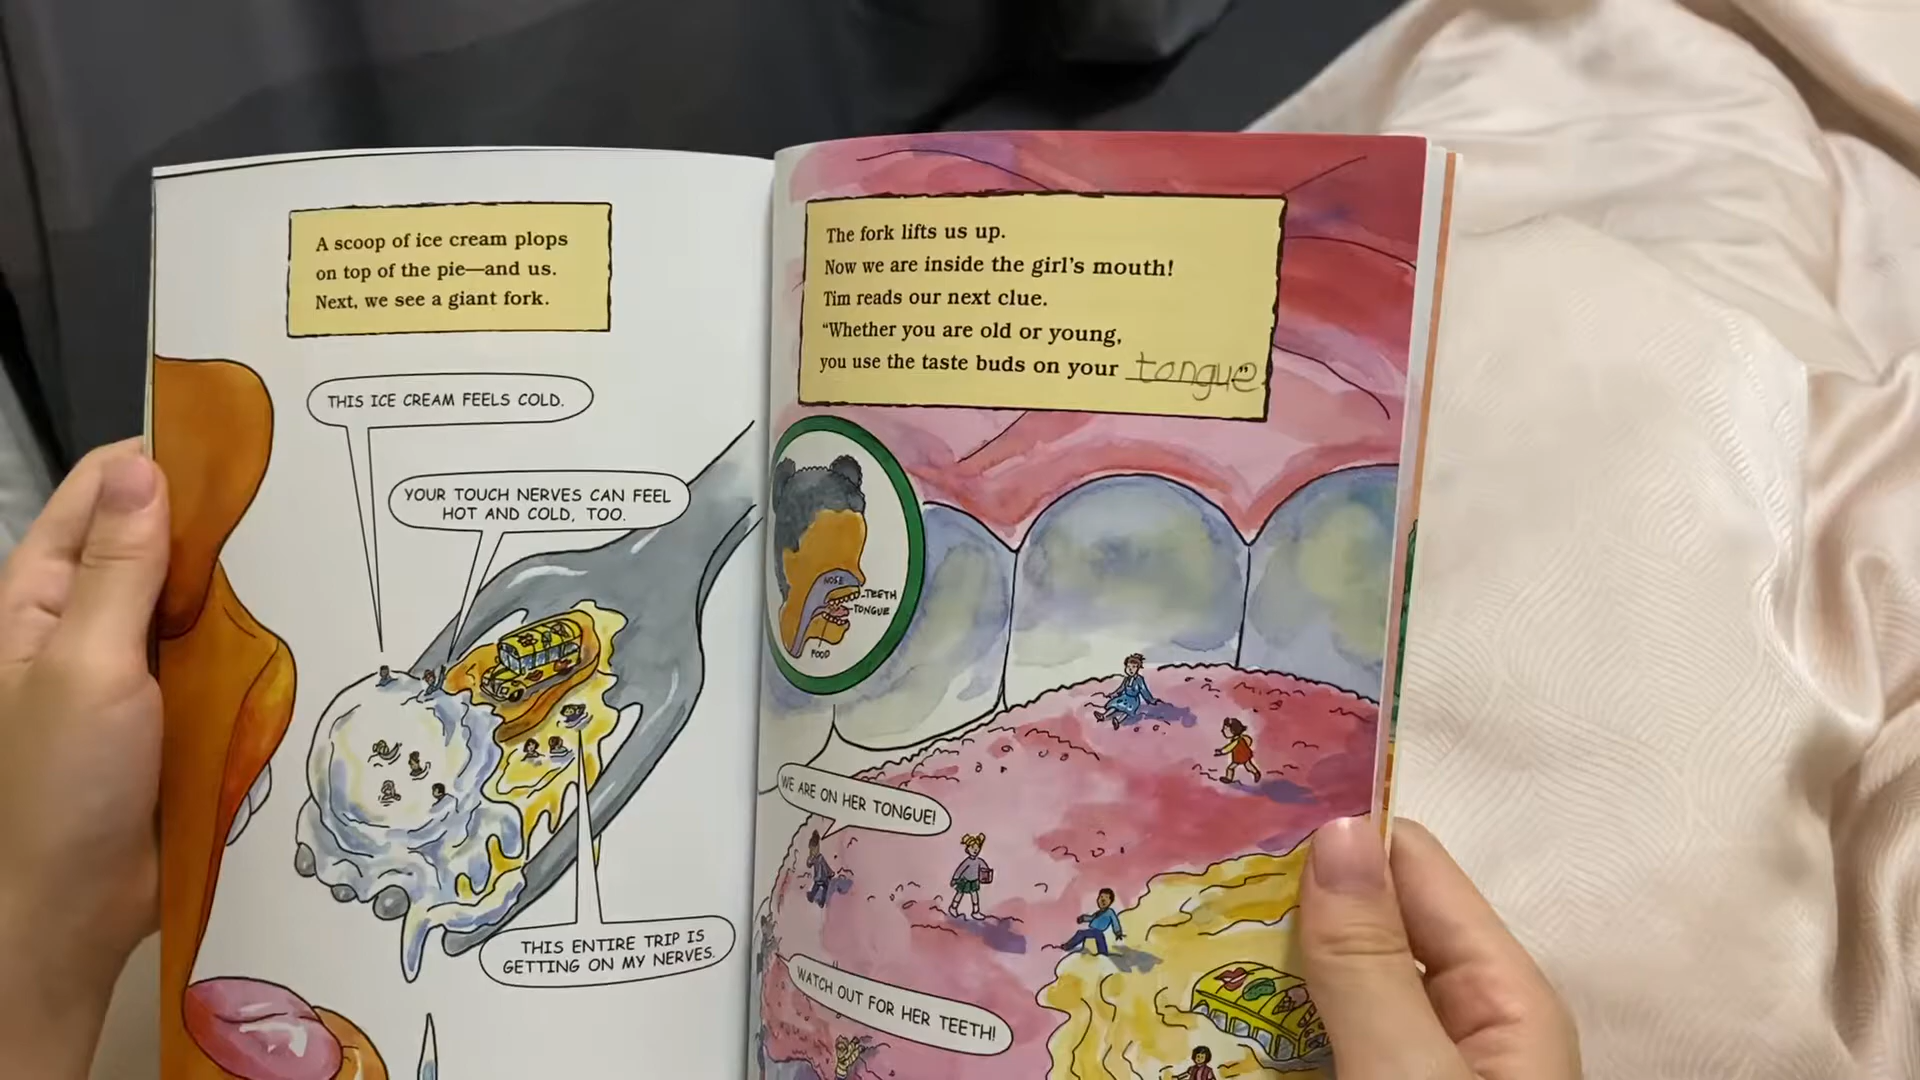 A scoop of ice cream plops
on top of the pie—and us.
Next, we see a giant fork.
THIS ICE CREAM FEELS COLD.
YOUR TOUCH NERVES CAN FEEL
HOT AND COLD, TOO.
THIS ENTIRE TRIP IS
GETTING ON MY NERVES.
The fork lifts us up.
Now we are inside the girl's mouth!
Tim reads our next clue.
“Whether you are old or young,
you use the taste buds on your tongue.”
NOSE
TEETH
TONGUE
FOOD
WE ARE ON HER TONGUE!
WATCH OUT FOR HER TEETH!